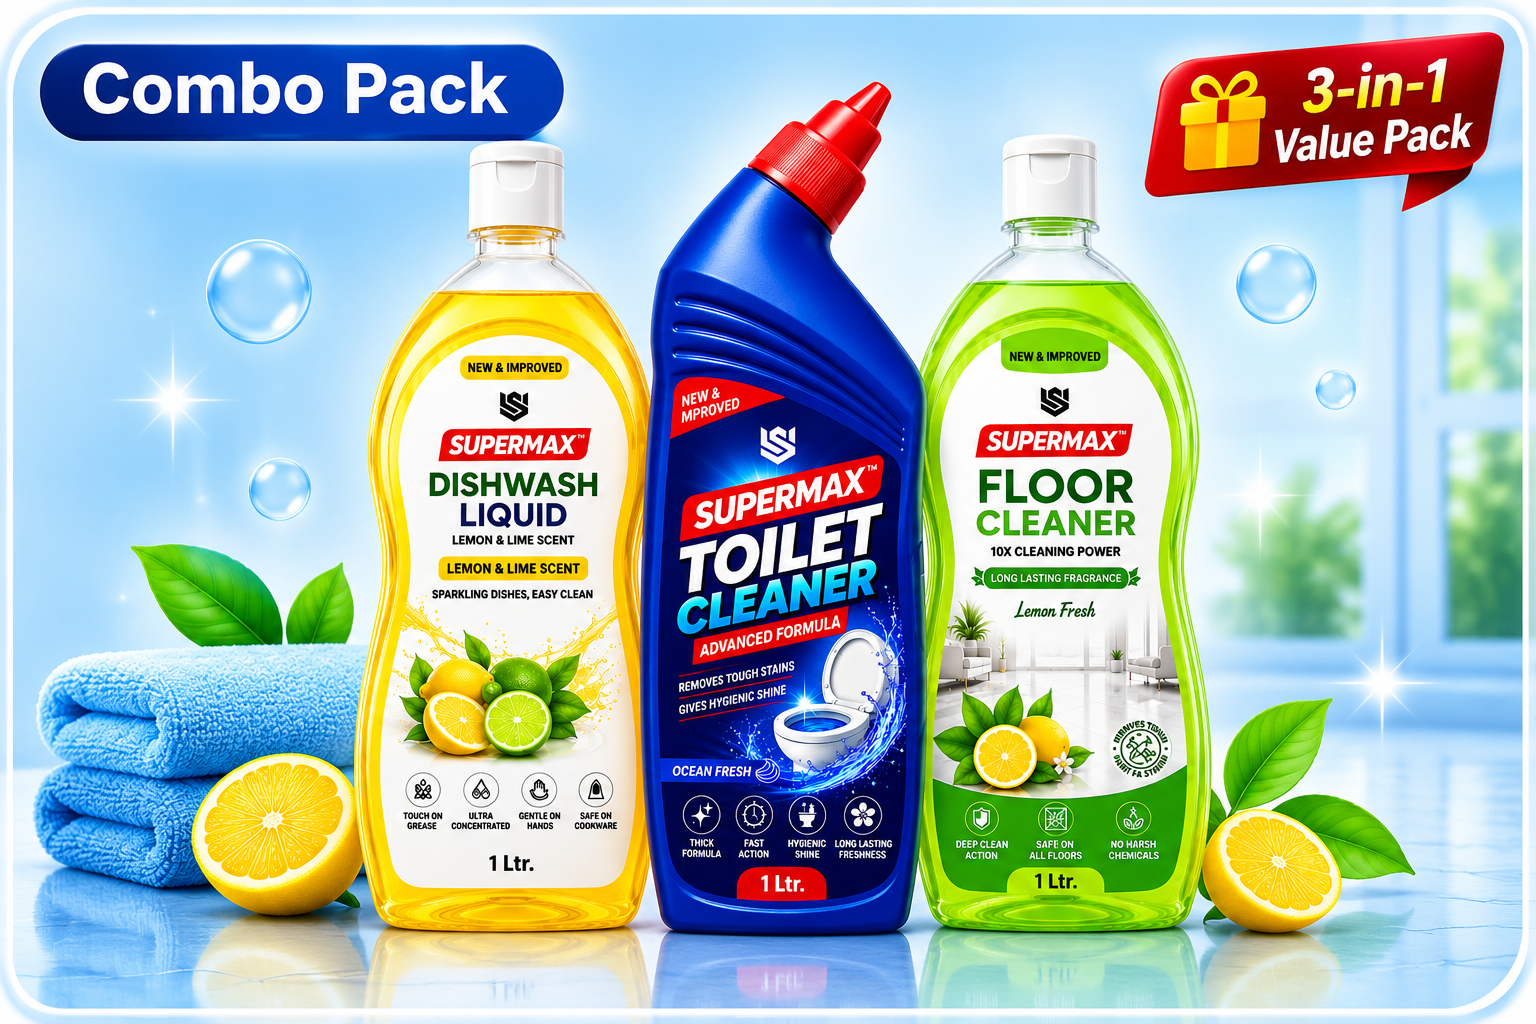 Combo Pack
3-in-1
Value Pack
NEW & IMPROVED
SUPERMAX™
DISHWASH
LIQUID
LEMON & LIME SCENT
LEMON & LIME SCENT
SPARKLING DISHES, EASY CLEAN
TOUCH ON
GREASE
ULTRA
CONCENTRATED
GENTLE ON
HANDS
SAFE ON
COOKWARE
1 Ltr.
NEW &
MPROVED
SUPERMAX™
TOILET
CLEANER
ADVANCED FORMULA
REMOVES TOUGH STAINS
GIVES HYGIENIC SHINE
OCEAN FRESH
THICK
FORMULA
FAST
ACTION
HYGIENIC
SHINE
LONG LASTING
FRESHNESS
1 Ltr.
NEW & IMPROVED
SUPERMAX™
FLOOR
CLEANER
10X CLEANING POWER
LONG LASTING FRAGRANCE
Lemon Fresh
DEEP CLEAN
ACTION
SAFE ON
ALL FLOORS
NO HARSH
CHEMICALS
1 Ltr.